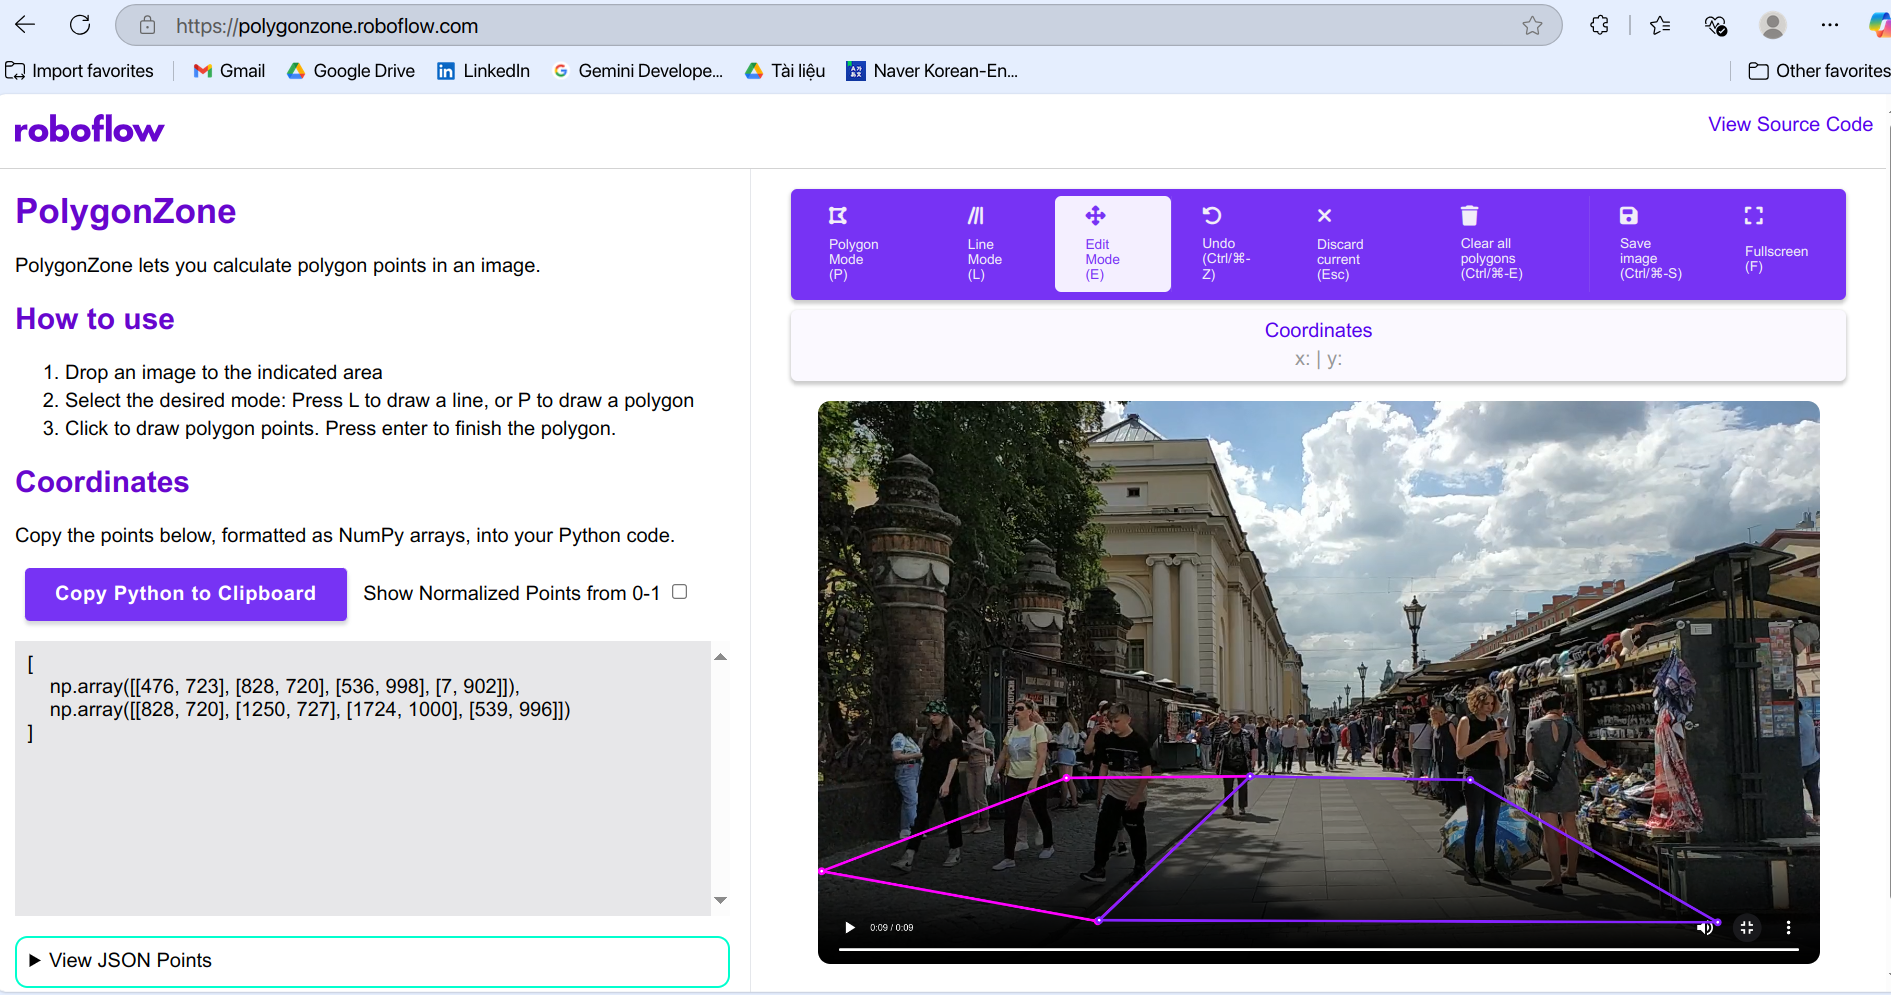 https://polygonzone.roboflow.com
Import favorites
Gmail
Google Drive
LinkedIn
Gemini Develope...
Tài liệu
Naver Korean-En...
Other favorites
roboflow
View Source Code
PolygonZone
PolygonZone lets you calculate polygon points in an image.
How to use
1. Drop an image to the indicated area
2. Select the desired mode: Press L to draw a line, or P to draw a polygon
3. Click to draw polygon points. Press enter to finish the polygon.
Coordinates
Copy the points below, formatted as NumPy arrays, into your Python code.
Copy Python to Clipboard
Show Normalized Points from 0-1
[
np.array([[476, 723], [828, 720], [536, 998], [7, 902]]),
np.array([[828, 720], [1250, 727], [1724, 1000], [539, 996]])
]
View JSON Points
Polygon
Mode
(P)
Line
Mode
(L)
Edit
Mode
(E)
Undo
(Ctrl/⌘-
Z)
Discard
current
(Esc)
Clear all
polygons
(Ctrl/⌘-E)
Save
image
(Ctrl/⌘-S)
Fullscreen
(F)
Coordinates
x: | y:
0:09 / 0:09